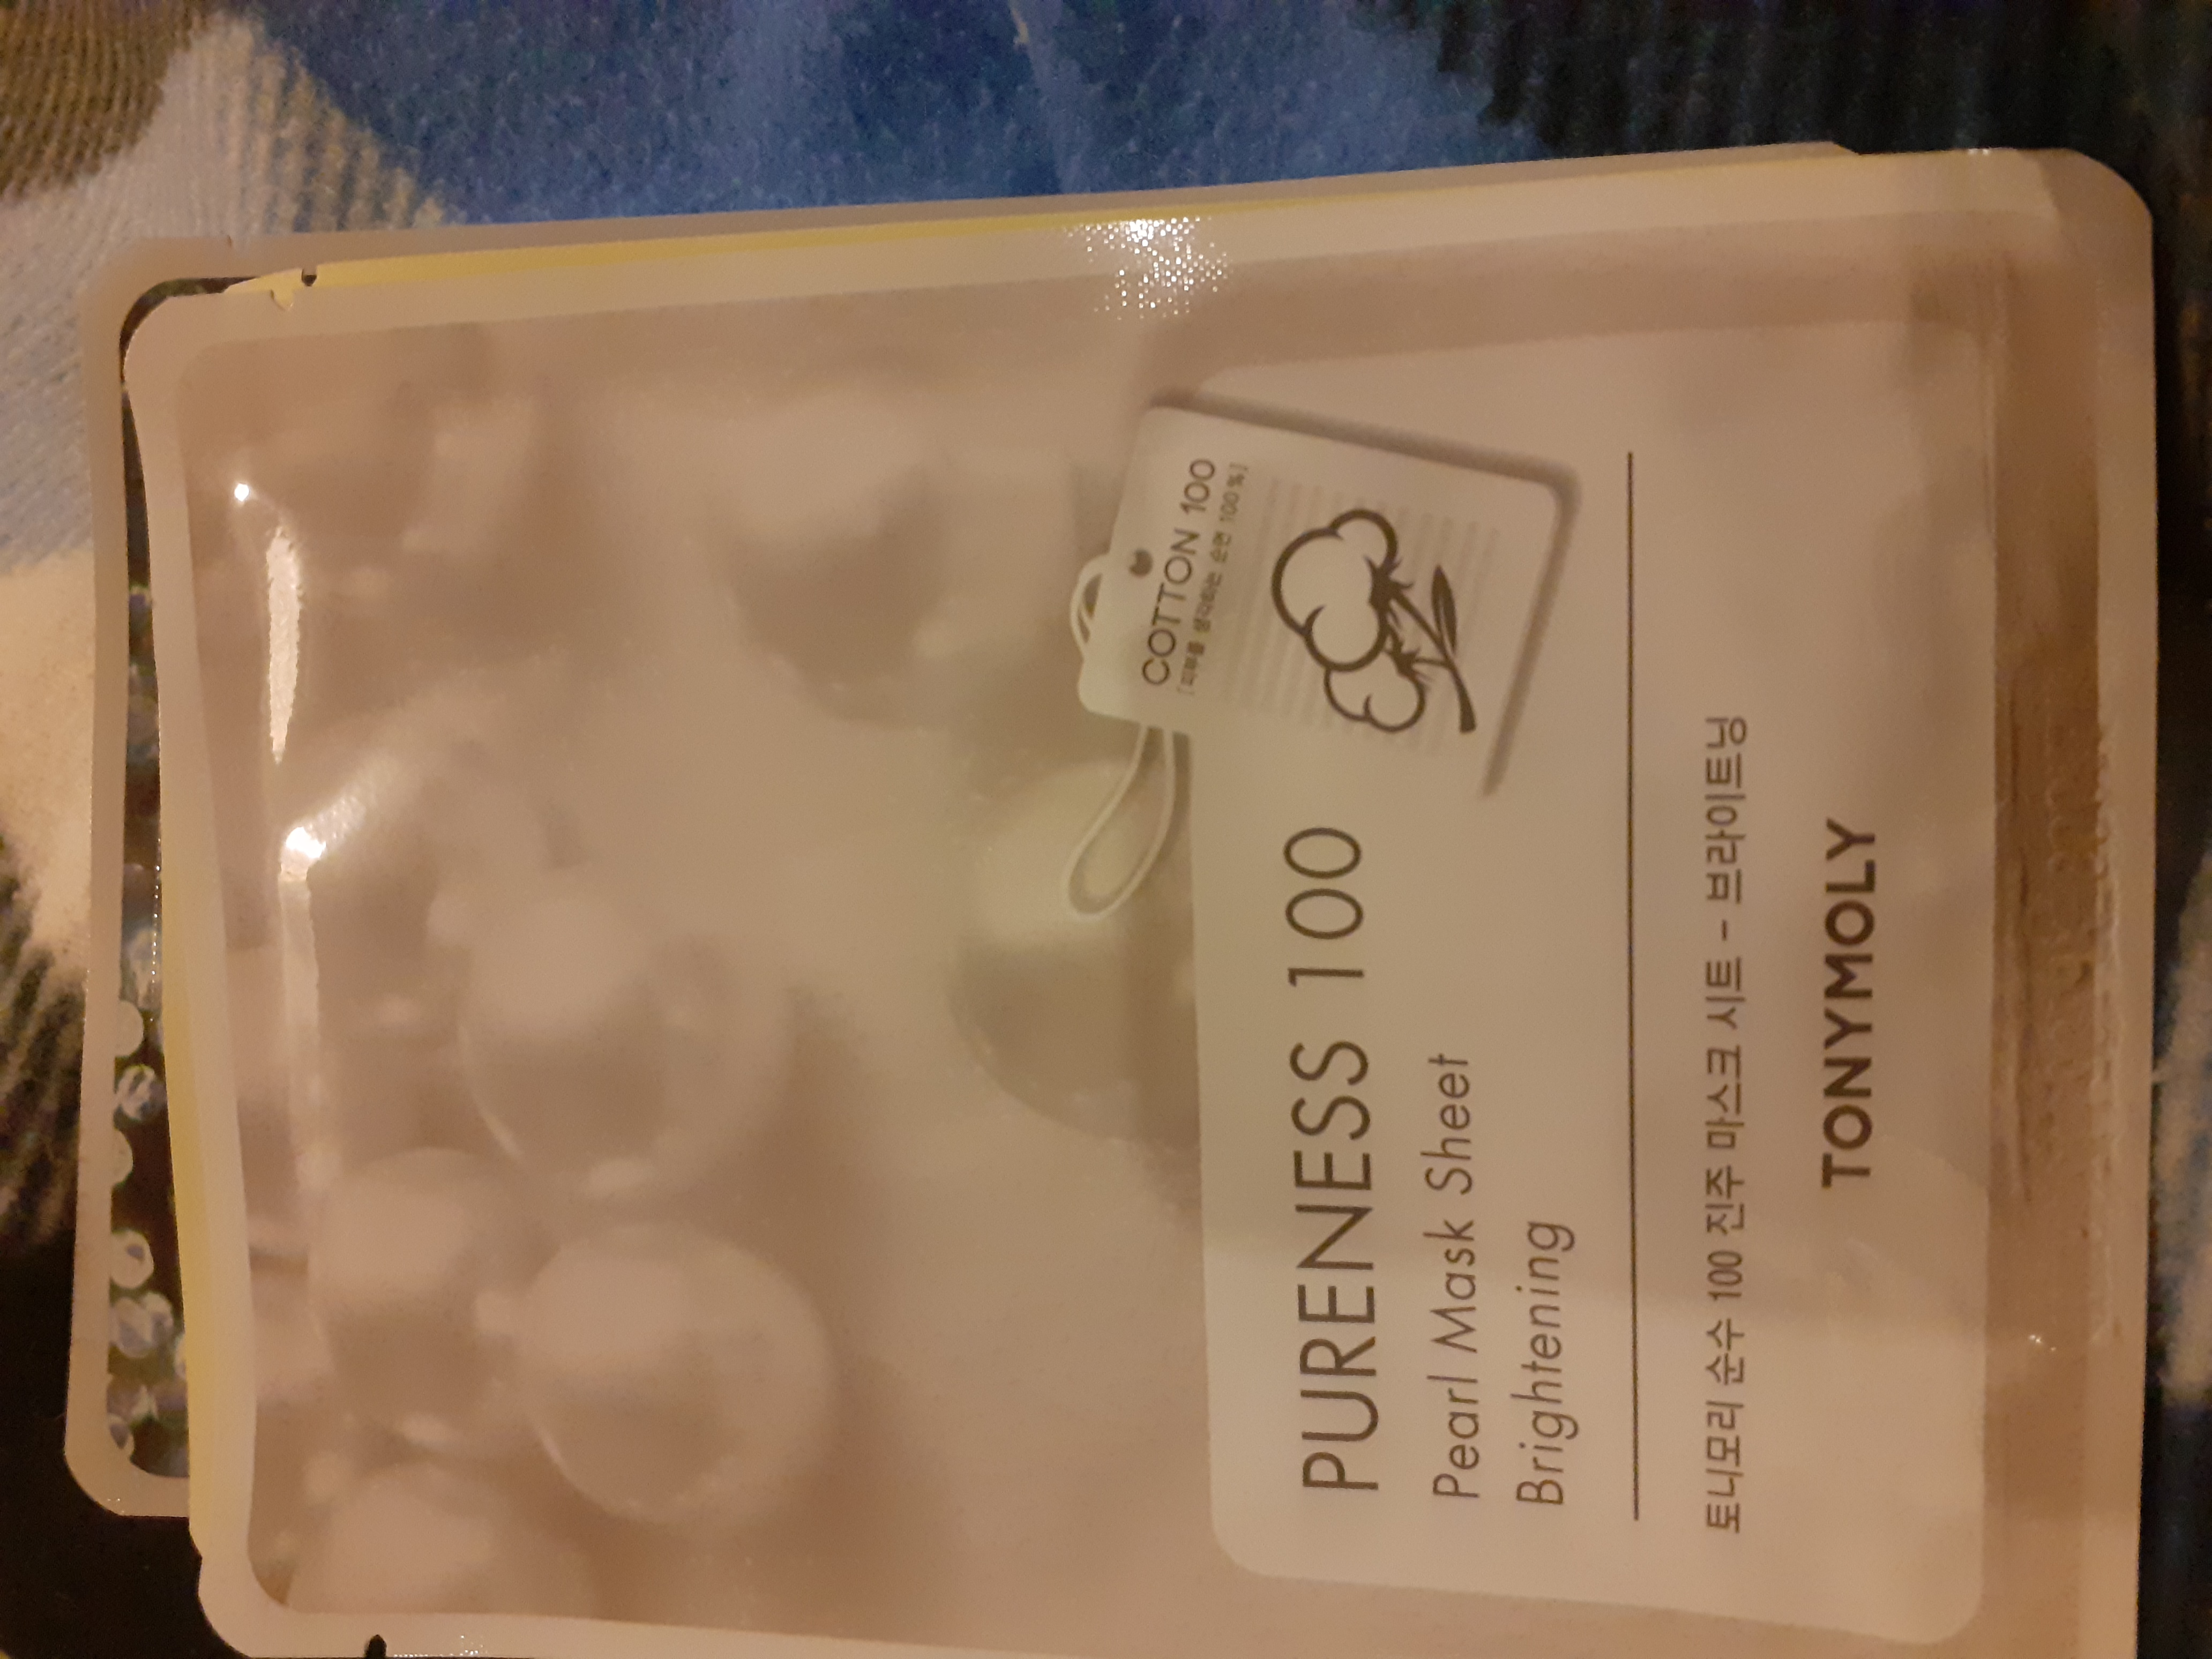 COTTON 100
[피부를 생각하는 순면 100%]
PURENESS 100
Pearl Mask Sheet
Brightening
토니모리 순수 100 진주 마스크 시트 - 브라이트닝
TONYMOLY